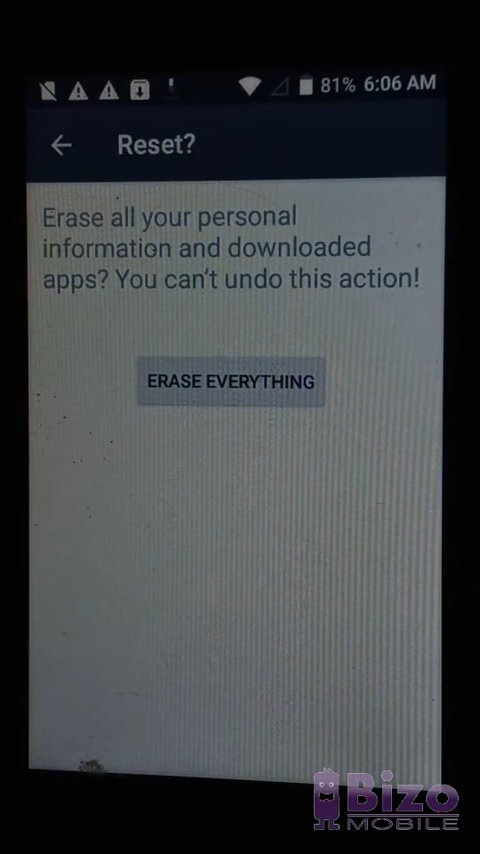 81% 6:06 AM
Reset?
Erase all your personal
information and downloaded
apps? You can't undo this action!
ERASE EVERYTHING
Bizo
MOBILE